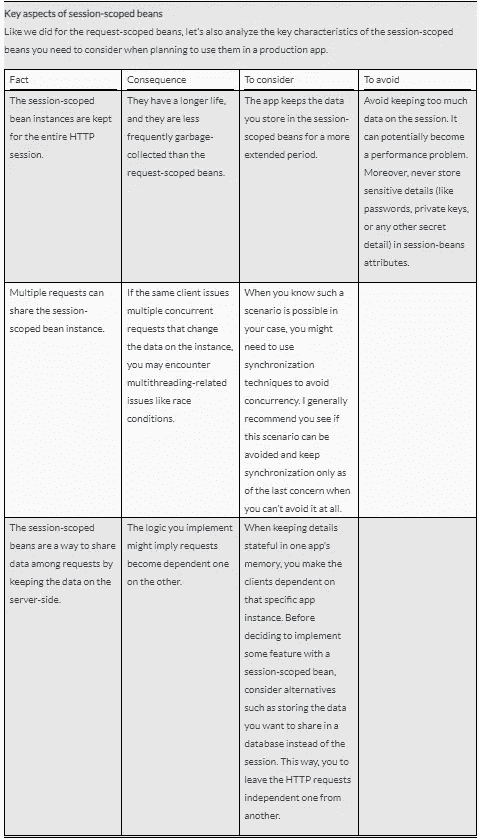 Key aspects of session-scoped beans
Like we did for the request-scoped beans, let's also analyze the key characteristics of the session-scoped
beans you need to consider when planning to use them in a production app.
Fact
Consequence
To consider
To avoid
The session-scoped
bean instances are kept
for the entire HTTP
session.
They have a longer life,
and they are less
frequently garbage-
collected than the
request-scoped beans.
The app keeps the data
you store in the session-
scoped beans for a more
extended period.
Avoid keeping too much
data on the session. It
can potentially become
a performance problem.
Moreover, never store
sensitive details (like
passwords, private keys,
or any other secret
detail) in session-beans
attributes.
Multiple requests can
share the session-
scoped bean instance.
If the same client issues
multiple concurrent
requests that change
the data on the instance,
you may encounter
multithreading-related
issues like race
conditions.
When you know such a
scenario is possible in
your case, you might
need to use
synchronization
techniques to avoid
concurrency. I generally
recommend you see if
this scenario can be
avoided and keep
synchronization only as
of the last concern when
you can't avoid it at all.
The session-scoped
beans are a way to share
data among requests by
keeping the data on the
server-side.
The logic you implement
might imply requests
become dependent one
on the other.
When keeping details
stateful in one app's
memory, you make the
clients dependent on
that specific app
instance. Before
deciding to implement
some feature with a
session-scoped bean,
consider alternatives
such as storing the data
you want to share in a
database instead of the
session. This way, you to
leave the HTTP requests
independent one from
another.